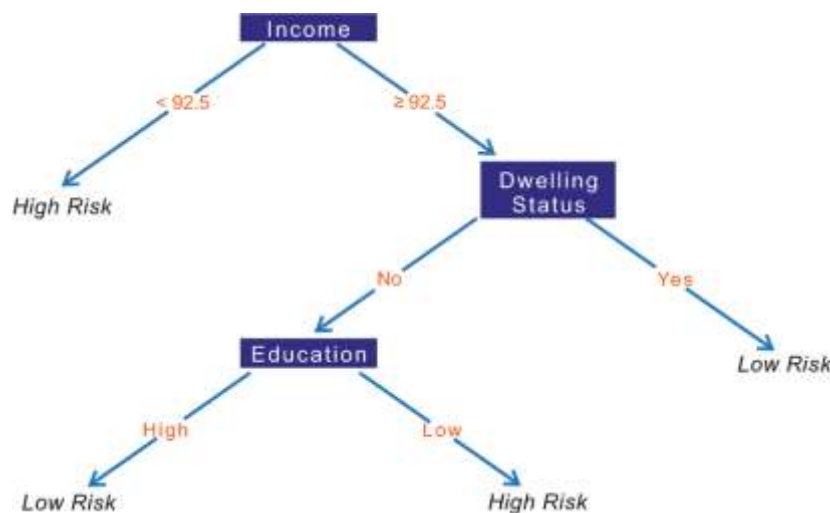 Income
< 92.5
≥ 92.5
Dwelling
Status
High Risk
No
Yes
Education
Low Risk
High
Low
Low Risk
High Risk